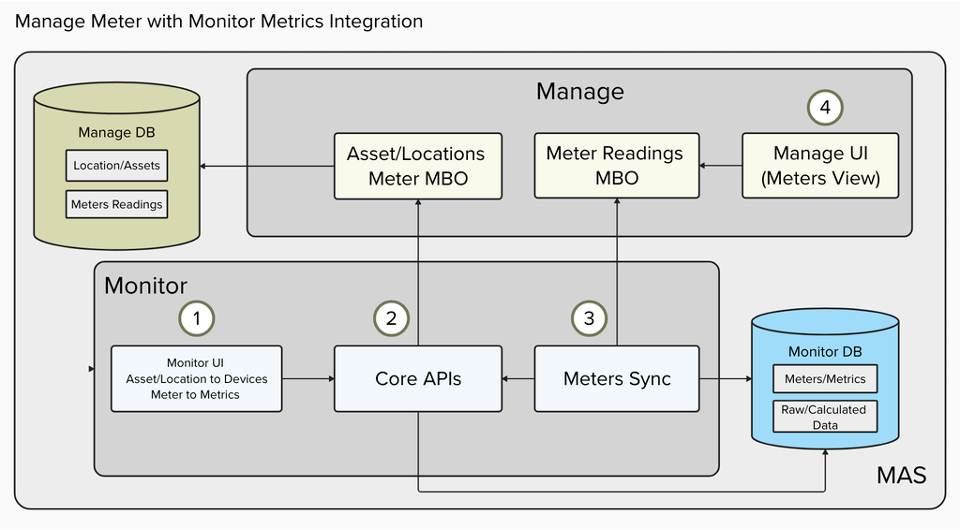 Manage Meter with Monitor Metrics Integration
Manage
4
Manage DB
Location/Assets
Meters Readings
Asset/Locations
Meter MBO
Meter Readings
MBO
Manage UI
(Meters View)
Monitor
1
2
3
Monitor UI
Asset/Location to Devices
Meter to Metrics
Core APIs
Meters Sync
Monitor DB
Meters/Metrics
Raw/Calculated
Data
MAS